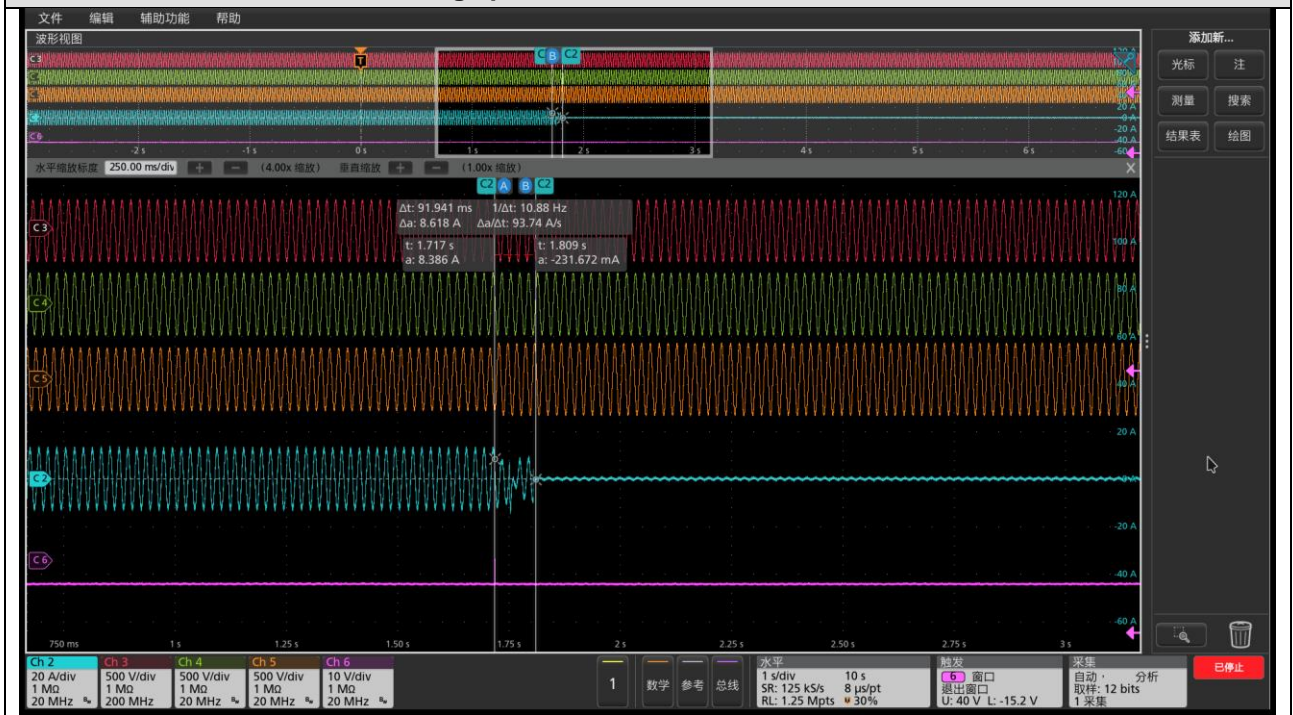 文件 编辑 辅助功能 帮助
波形视图
添加新...
C3
T
C B C2
光标 注
测量 搜索
结果表 绘图
20 A
-0 A
-20 A
-40 A
-60 A
C6
-2 s -1 s 0 s 1 s 2 s 3 s 4 s 5 s 6 s
水平缩放标度 250.00 ms/div + − (4.00x 缩放) 垂直缩放 + − (1.00x 缩放) X
C2 A B C2
120 A
Δt: 91.941 ms 1/Δt: 10.88 Hz
Δa: 8.618 A Δa/Δt: 93.74 A/s
C3
t: 1.717 s t: 1.809 s
a: 8.386 A a: -231.672 mA
100 A
80 A
C4
60 A
C5
40 A
20 A
C2
0 A
-20 A
C6
-40 A
-60 A
750 ms 1 s 1.25 s 1.50 s 1.75 s 2 s 2.25 s 2.50 s 2.75 s 3 s
Ch 2 Ch 3 Ch 4 Ch 5 Ch 6
20 A/div 500 V/div 500 V/div 500 V/div 10 V/div
1 MΩ 1 MΩ 1 MΩ 1 MΩ 1 MΩ
20 MHz 200 MHz 20 MHz 20 MHz 20 MHz
1 数学 参考 总线
水平
1 s/div 10 s
SR: 125 kS/s 8 µs/pt
RL: 1.25 Mpts 30%
触发
6 窗口
退出窗口
U: 40 V L: -15.2 V
采集
自动, 分析
取样: 12 bits
1 采集
已停止